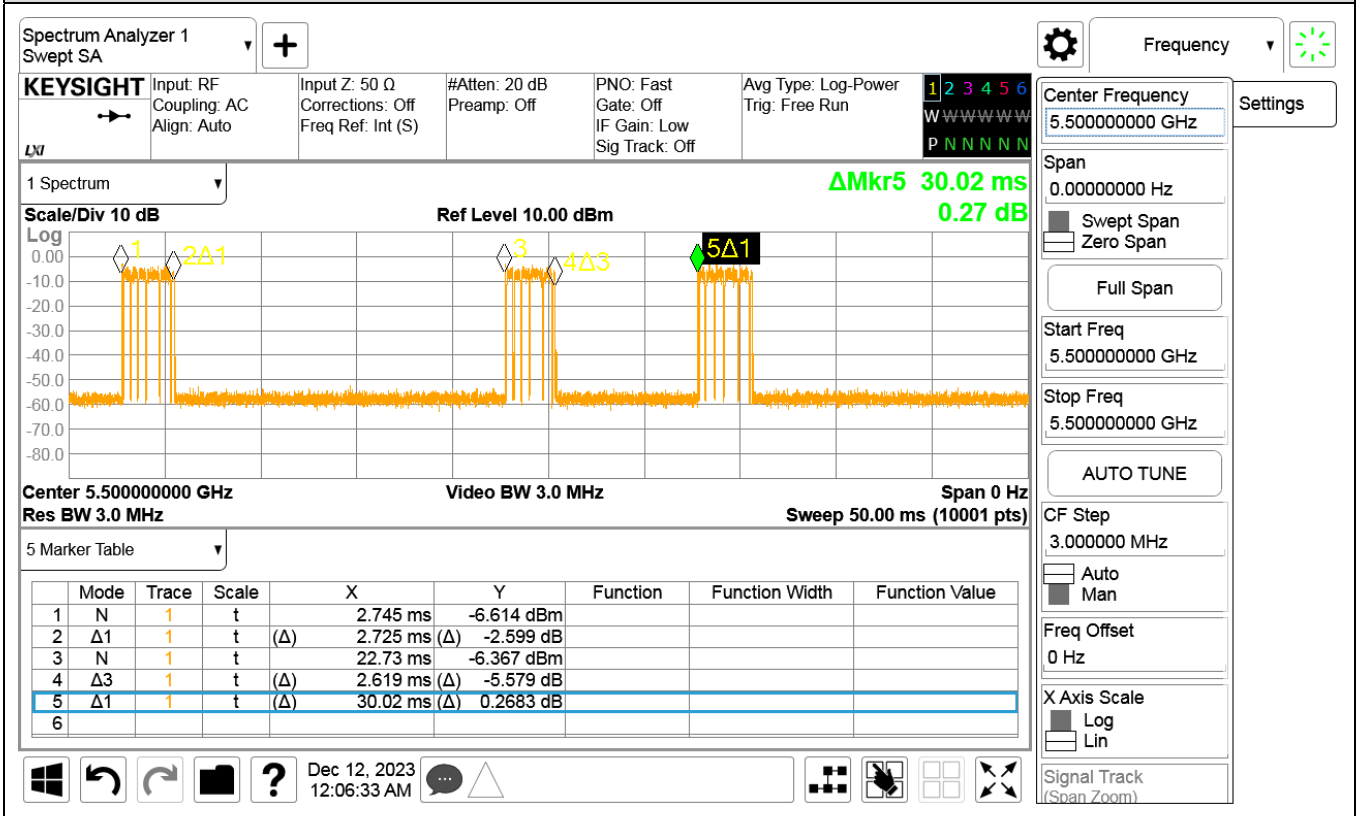 Spectrum Analyzer 1
Swept SA
+
Frequency
KEYSIGHT
LXI
Input: RF
Coupling: AC
Align: Auto
Input Z: 50 Ω
Corrections: Off
Freq Ref: Int (S)
#Atten: 20 dB
Preamp: Off
PNO: Fast
Gate: Off
IF Gain: Low
Sig Track: Off
Avg Type: Log-Power
Trig: Free Run
1 2 3 4 5 6
W W W W W W
P N N N N N
1 Spectrum
ΔMkr5 30.02 ms
0.27 dB
Scale/Div 10 dB
Ref Level 10.00 dBm
Log
0.00
-10.0
-20.0
-30.0
-40.0
-50.0
-60.0
-70.0
-80.0
1
2Δ1
3
4Δ3
5Δ1
Center 5.500000000 GHz
Video BW 3.0 MHz
Span 0 Hz
Res BW 3.0 MHz
Sweep 50.00 ms (10001 pts)
5 Marker Table
Mode Trace Scale X Y Function Function Width Function Value
1 N 1 t 2.745 ms -6.614 dBm
2 Δ1 1 t (Δ) 2.725 ms (Δ) -2.599 dB
3 N 1 t 22.73 ms -6.367 dBm
4 Δ3 1 t (Δ) 2.619 ms (Δ) -5.579 dB
5 Δ1 1 t (Δ) 30.02 ms (Δ) 0.2683 dB
6
?
Dec 12, 2023
12:06:33 AM
Settings
Center Frequency
5.500000000 GHz
Span
0.00000000 Hz
Swept Span
Zero Span
Full Span
Start Freq
5.500000000 GHz
Stop Freq
5.500000000 GHz
AUTO TUNE
CF Step
3.000000 MHz
Auto
Man
Freq Offset
0 Hz
X Axis Scale
Log
Lin
Signal Track
(Span Zoom)